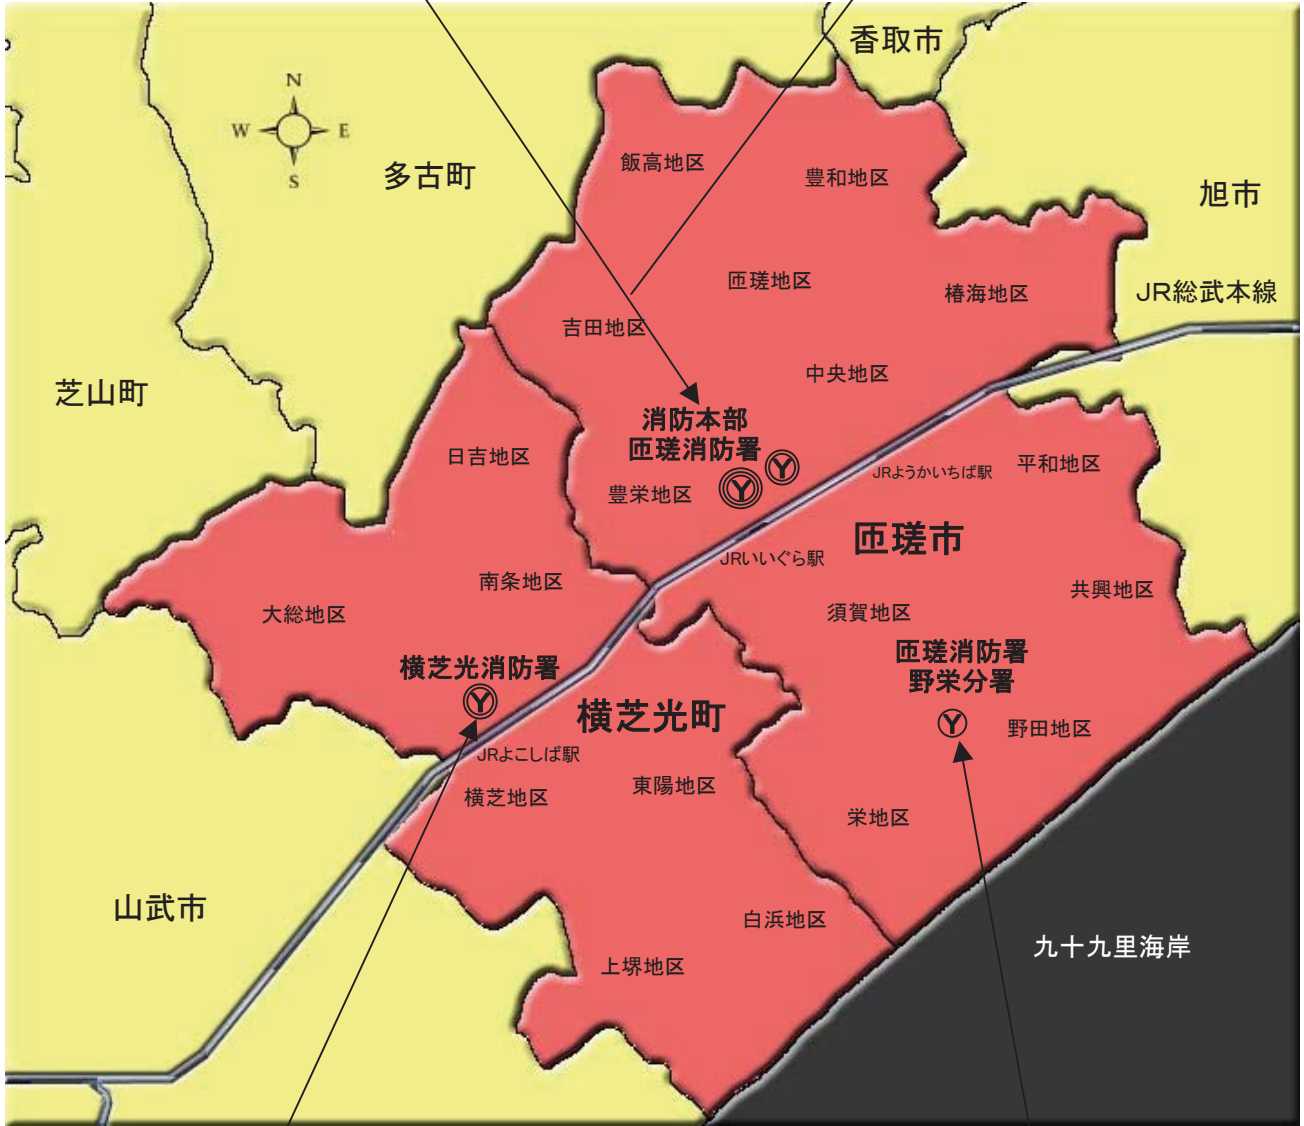 香取市
N
W E
S
多古町
飯高地区
豊和地区
旭市
匝瑳地区
椿海地区
JR総武本線
吉田地区
中央地区
芝山町
消防本部
匝瑳消防署
日吉地区
平和地区
JRようかいちば駅
豊栄地区
Y
Y
匝瑳市
JRいいぐら駅
南条地区
共興地区
大総地区
須賀地区
匝瑳消防署
野栄分署
横芝光消防署
Y
横芝光町
Y
野田地区
JRよこしば駅
東陽地区
横芝地区
栄地区
山武市
白浜地区
九十九里海岸
上堺地区